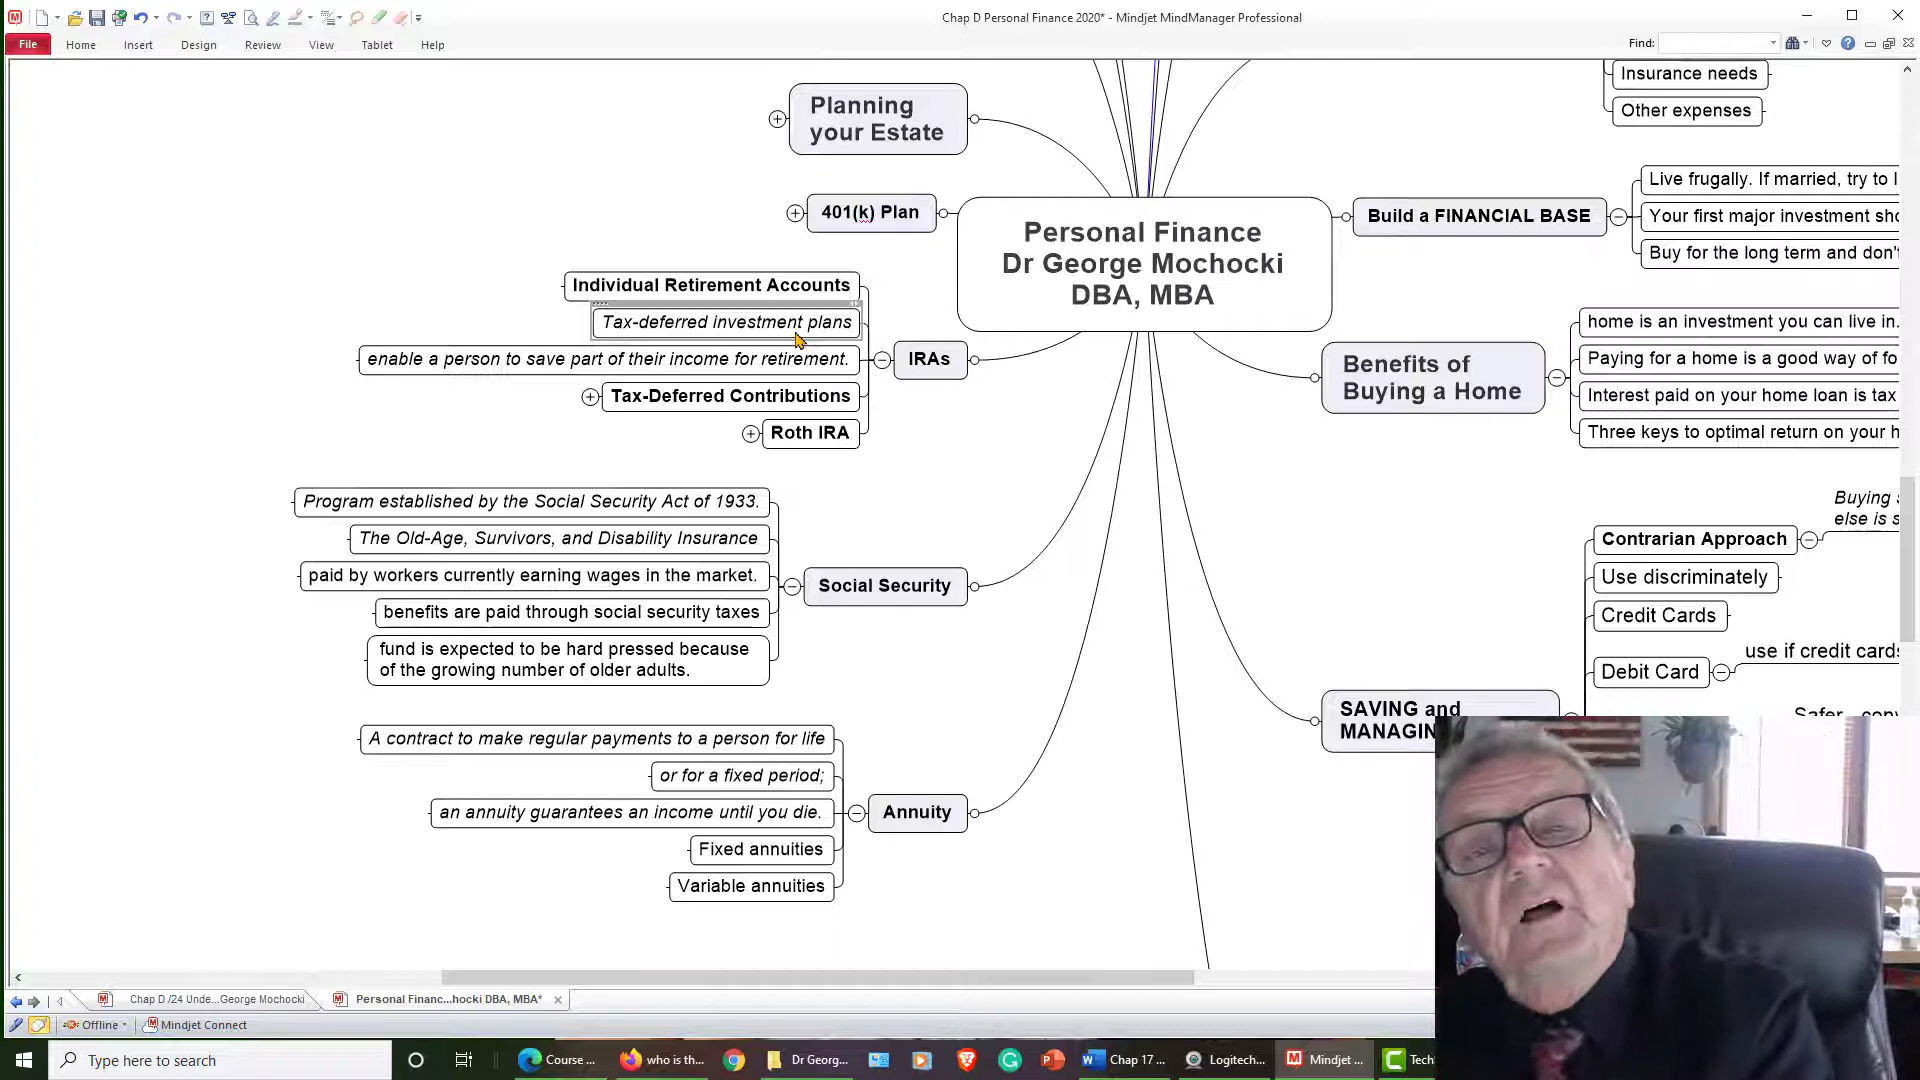 Chap D Personal Finance 2020* - Mindjet MindManager Professional
File Home Insert Design Review View Tablet Help
Find:
Planning
your Estate
401(k) Plan
Individual Retirement Accounts
Tax-deferred investment plans
enable a person to save part of their income for retirement.
Tax-Deferred Contributions
Roth IRA
IRAs
Program established by the Social Security Act of 1933.
The Old-Age, Survivors, and Disability Insurance
paid by workers currently earning wages in the market.
benefits are paid through social security taxes
fund is expected to be hard pressed because
of the growing number of older adults.
Social Security
A contract to make regular payments to a person for life
or for a fixed period;
an annuity guarantees an income until you die.
Fixed annuities
Variable annuities
Annuity
Personal Finance
Dr George Mochocki
DBA, MBA
Insurance needs
Other expenses
Build a FINANCIAL BASE
Live frugally. If married, try to l
Your first major investment sho
Buy for the long term and don'
Benefits of
Buying a Home
home is an investment you can live in.
Paying for a home is a good way of fo
Interest paid on your home loan is tax
Three keys to optimal return on your h
SAVING and
MANAGIN
Buying s
else is s
Contrarian Approach
Use discriminately
Credit Cards
use if credit cards
Debit Card
Safer
Chap D /24 Unde...George Mochocki
Personal Financ...hocki DBA, MBA*
Offline
Mindjet Connect
Type here to search
Course ...
who is th...
Dr Georg...
Chap 17 ...
Logitech...
Mindjet ...
Tech